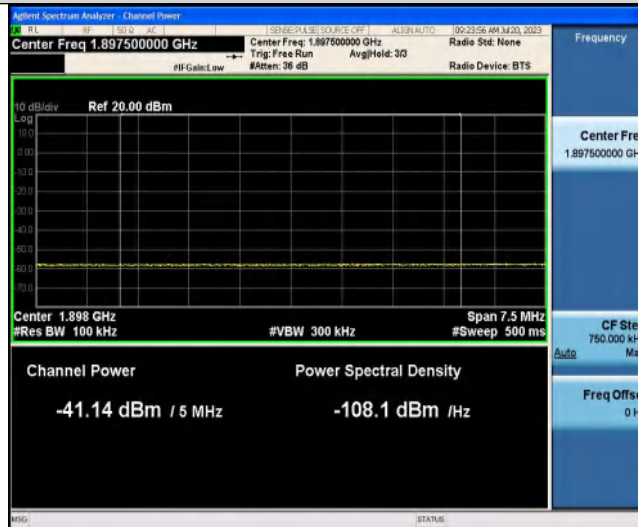 Agilent Spectrum Analyzer - Channel Power
RL RF 50 Ω AC SENSE:PULSE SOURCE OFF ALIGN AUTO 09:23:56 AM Jul 20, 2023
Center Freq 1.897500000 GHz
Center Freq: 1.897500000 GHz
Radio Std: None
Trig: Free Run Avg|Hold: 3/3
#IFGain:Low
#Atten: 36 dB
Radio Device: BTS
10 dB/div Ref 20.00 dBm
Log
10.0
0.00
-10.0
-20.0
-30.0
-40.0
-50.0
-60.0
-70.0
Center 1.898 GHz
Span 7.5 MHz
#Res BW 100 kHz
#VBW 300 kHz
#Sweep 500 ms
Channel Power
Power Spectral Density
-41.14 dBm / 5 MHz
-108.1 dBm /Hz
MSG
STATUS
Frequency
Center Fre
1.897500000 GH
CF Ste
750.000 kH
Auto Ma
Freq Offse
0 H